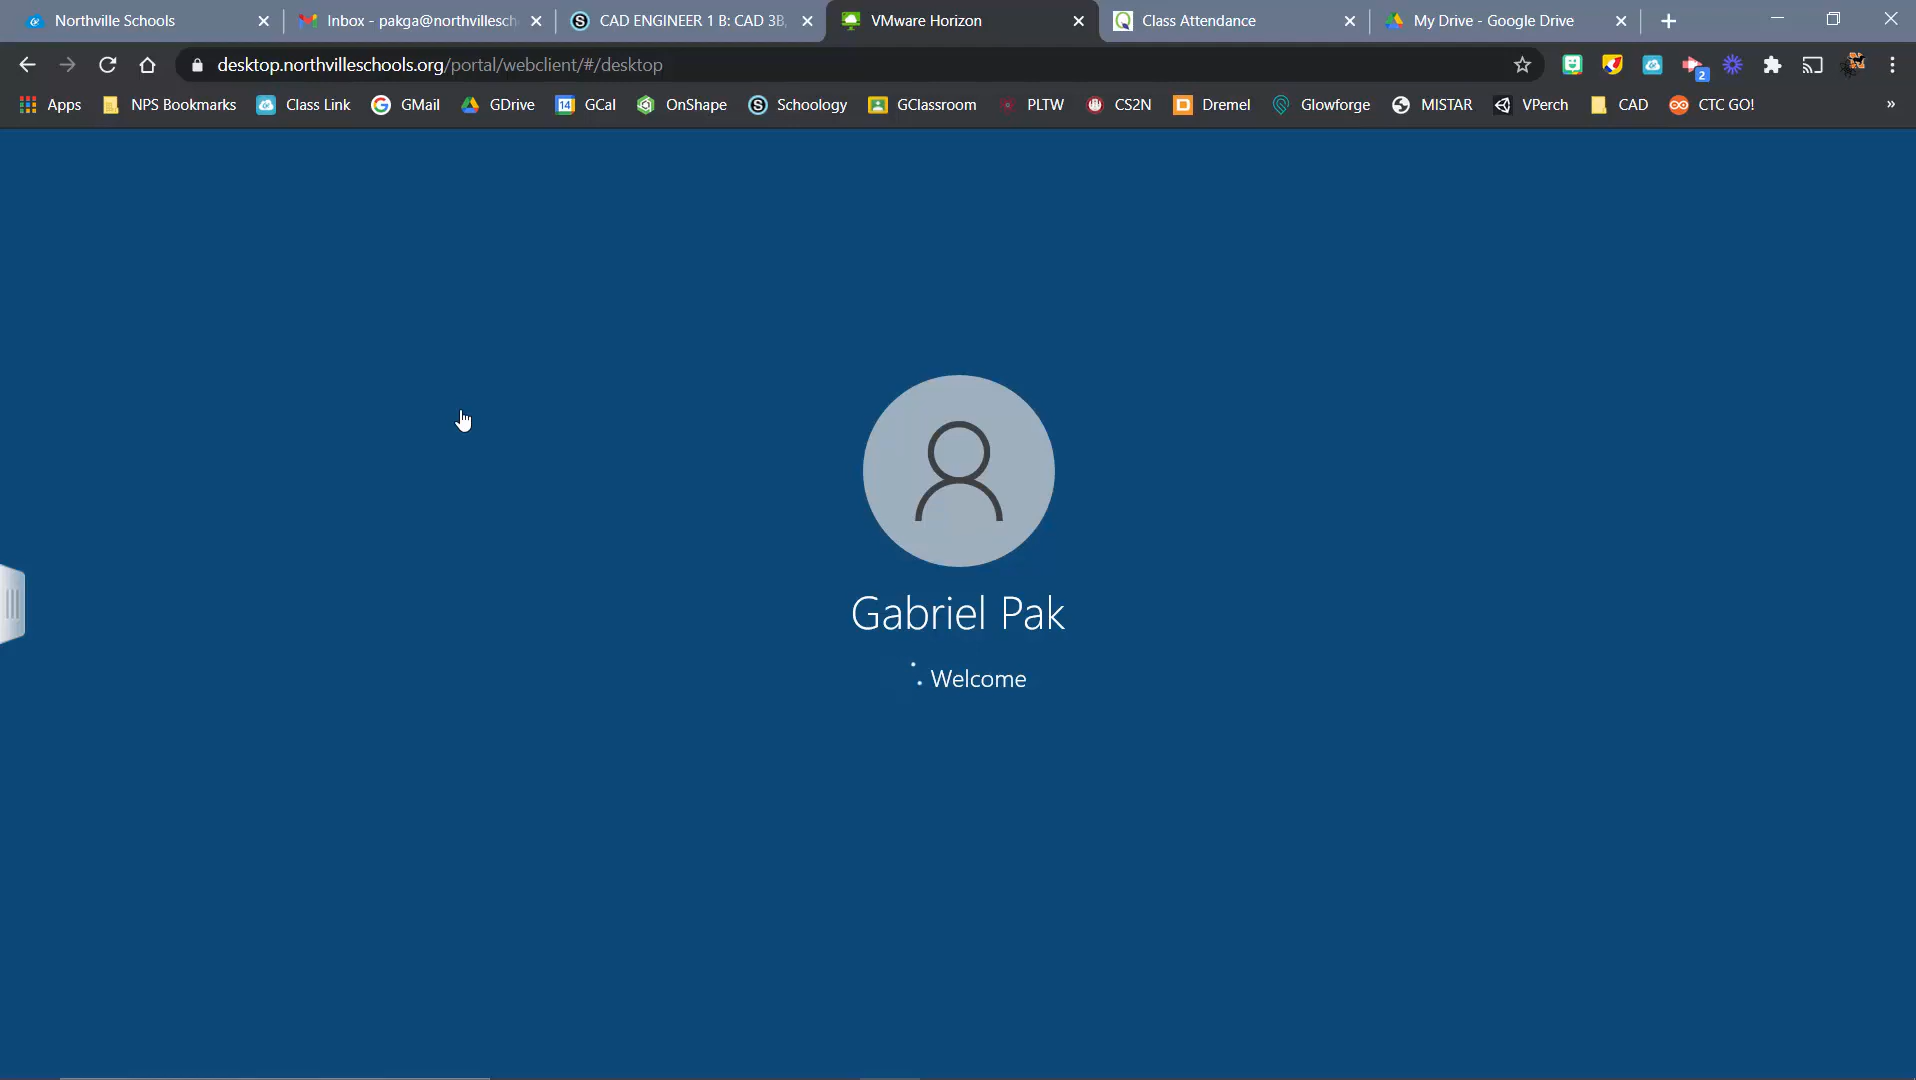 Northville Schools
Inbox - pakga@northvillesch
CAD ENGINEER 1 B: CAD 3B,
VMware Horizon
Class Attendance
My Drive - Google Drive
desktop.northvilleschools.org/portal/webclient/#/desktop
2
Apps
NPS Bookmarks
Class Link
GMail
GDrive
14
GCal
OnShape
Schoology
GClassroom
PLTW
CS2N
Dremel
Glowforge
MISTAR
VPerch
CAD
CTC GO!
»
Gabriel Pak
Welcome